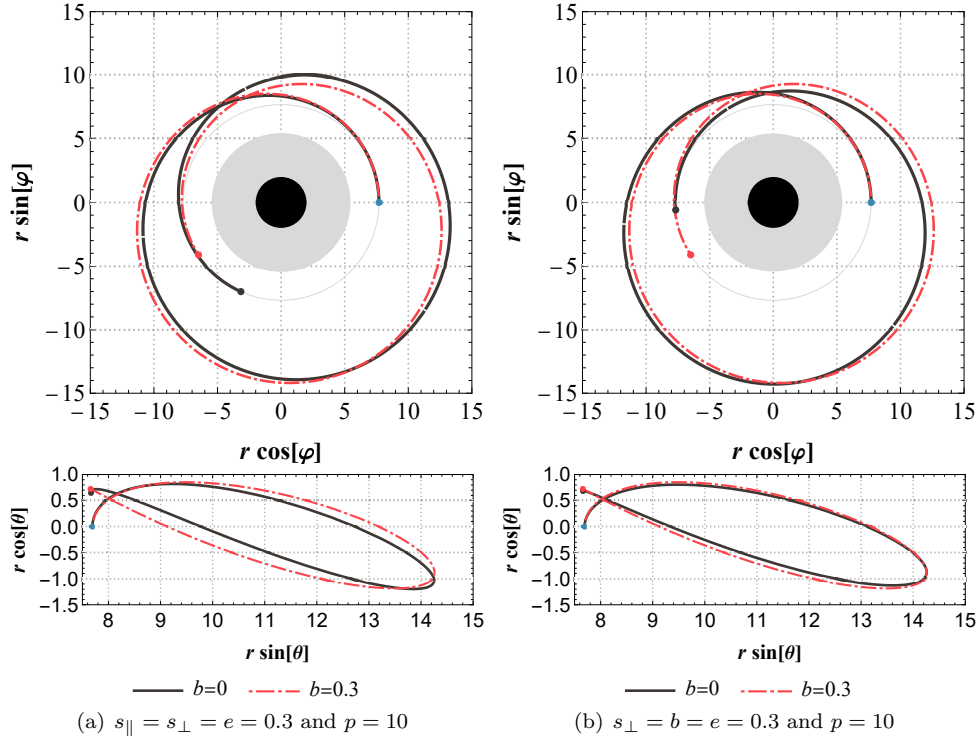 15
10
5
0
−5
−10
−15
r sin[φ]
−15 −10 −5 0 5 10 15
r cos[φ]
15
10
5
0
−5
−10
−15
r sin[φ]
−15 −10 −5 0 5 10 15
r cos[φ]
1.0
0.5
0.0
−0.5
−1.0
−1.5
r cos[θ]
8 9 10 11 12 13 14 15
r sin[θ]
b=0 b=0.3
(a) s∥ = s⊥ = e = 0.3 and p = 10
1.0
0.5
0.0
−0.5
−1.0
−1.5
r cos[θ]
8 9 10 11 12 13 14 15
r sin[θ]
b=0 b=0.3
(b) s⊥ = b = e = 0.3 and p = 10